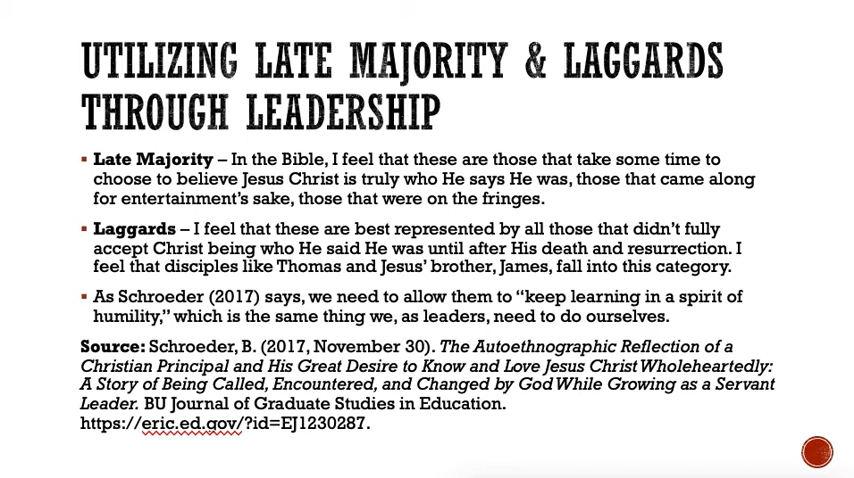 UTILIZING LATE MAJORITY & LAGGARDS
THROUGH LEADERSHIP
▪ Late Majority – In the Bible, I feel that these are those that take some time to
choose to believe Jesus Christ is truly who He says He was, those that came along
for entertainment’s sake, those that were on the fringes.
▪ Laggards – I feel that these are best represented by all those that didn’t fully
accept Christ being who He said He was until after His death and resurrection. I
feel that disciples like Thomas and Jesus’ brother, James, fall into this category.
▪ As Schroeder (2017) says, we need to allow them to “keep learning in a spirit of
humility,” which is the same thing we, as leaders, need to do ourselves.
Source: Schroeder, B. (2017, November 30). The Autoethnographic Reflection of a
Christian Principal and His Great Desire to Know and Love Jesus Christ Wholeheartedly:
A Story of Being Called, Encountered, and Changed by God While Growing as a Servant
Leader. BU Journal of Graduate Studies in Education.
https://eric.ed.gov/?id=EJ1230287.